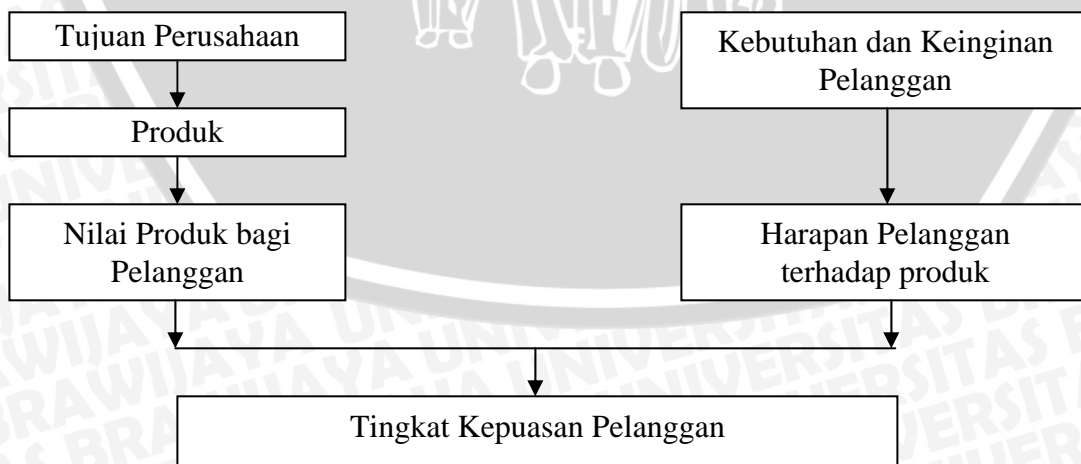 Tujuan Perusahaan
Produk
Nilai Produk bagi
Pelanggan
Kebutuhan dan Keinginan
Pelanggan
Harapan Pelanggan
terhadap produk
Tingkat Kepuasan Pelanggan